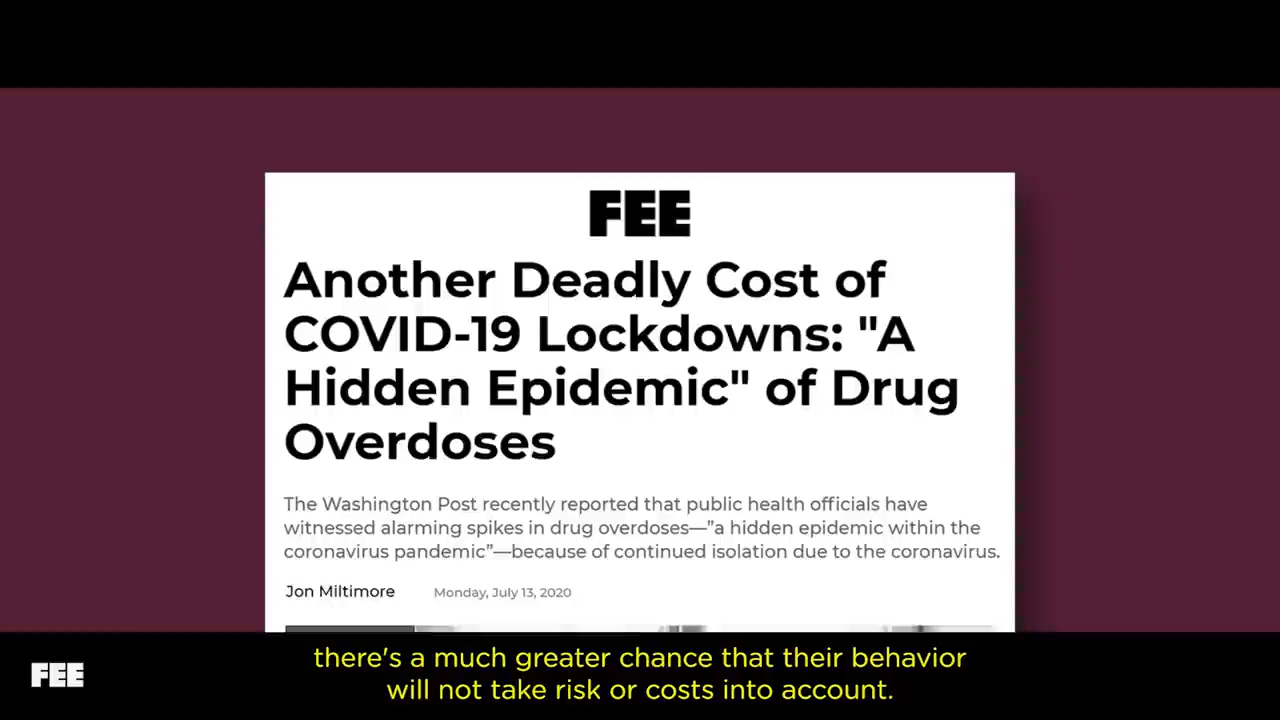 FEE
Another Deadly Cost of
COVID-19 Lockdowns: "A
Hidden Epidemic" of Drug
Overdoses
The Washington Post recently reported that public health officials have
witnessed alarming spikes in drug overdoses—”a hidden epidemic within the
coronavirus pandemic”—because of continued isolation due to the coronavirus.
Jon Miltimore Monday, July 13, 2020
there's a much greater chance that their behavior
will not take risk or costs into account.
FEE